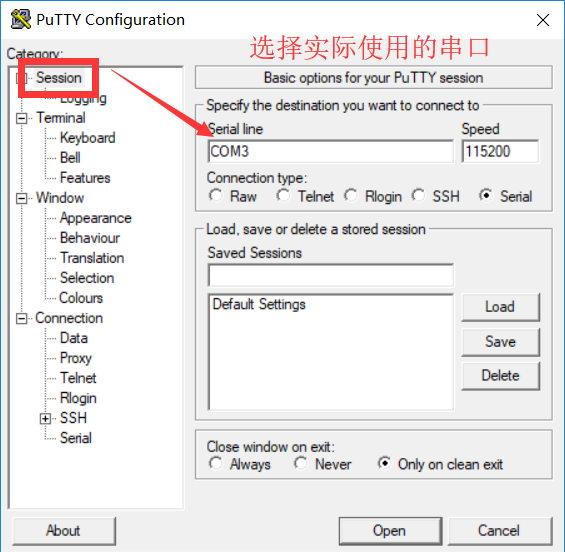 PuTTY Configuration
选择实际使用的串口
Category:
Session
Logging
Terminal
Keyboard
Bell
Features
Window
Appearance
Behaviour
Translation
Selection
Colours
Connection
Data
Proxy
Telnet
Rlogin
SSH
Serial
Basic options for your PuTTY session
Specify the destination you want to connect to
Serial line Speed
COM3 115200
Connection type:
Raw Telnet Rlogin SSH Serial
Load, save or delete a stored session
Saved Sessions
Default Settings
Load
Save
Delete
Close window on exit:
Always Never Only on clean exit
About Open Cancel